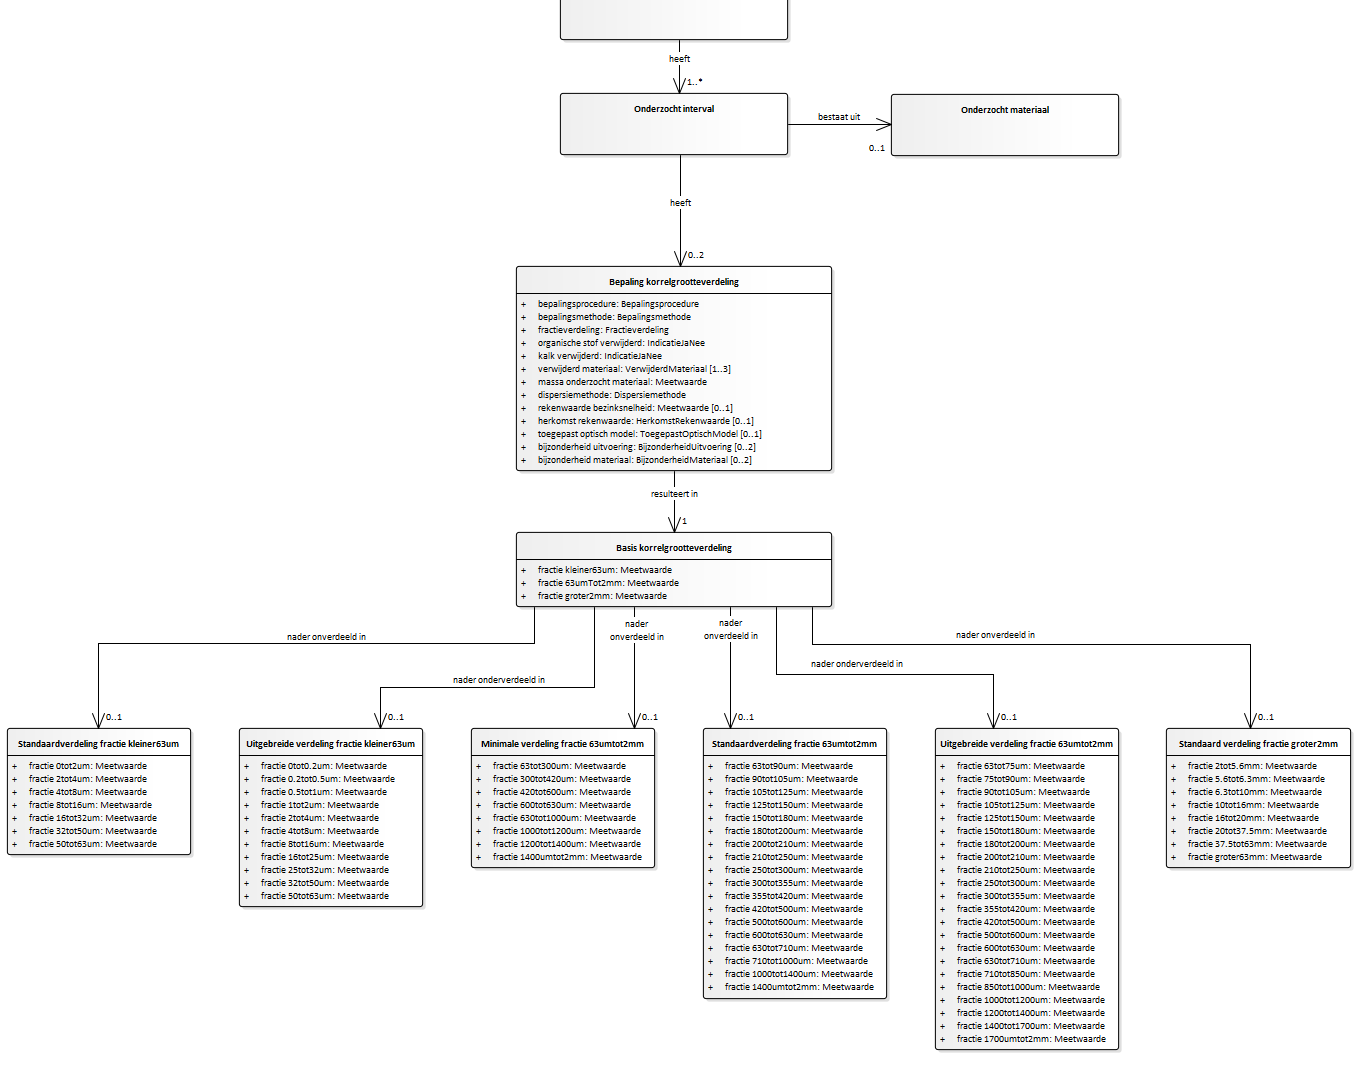 heeft
1..*
Onderzocht interval
bestaat uit
0..1
Onderzocht materiaal
heeft
0..2
Bepaling korrelgrootteverdeling
+ bepalingsprocedure: Bepalingsprocedure
+ bepalingsmethode: Bepalingsmethode
+ fractieverdeling: Fractieverdeling
+ organische stof verwijderd: IndicatieJaNee
+ kalk verwijderd: IndicatieJaNee
+ verwijderd materiaal: VerwijderdMateriaal [1..3]
+ massa onderzocht materiaal: Meetwaarde
+ dispersiemethode: Dispersiemethode
+ rekenwaarde bezinksnelheid: Meetwaarde [0..1]
+ herkomst rekenwaarde: HerkomstRekenwaarde [0..1]
+ toegepast optisch model: ToegepastOptischModel [0..1]
+ bijzonderheid uitvoering: BijzonderheidUitvoering [0..2]
+ bijzonderheid materiaal: BijzonderheidMateriaal [0..2]
resulteert in
1
Basis korrelgrootteverdeling
+ fractie kleiner63um: Meetwaarde
+ fractie 63umTot2mm: Meetwaarde
+ fractie groter2mm: Meetwaarde
nader onverdeeld in
0..1
nader onderverdeeld in
0..1
nader
onverdeeld in
0..1
nader
onverdeeld in
0..1
nader onderverdeeld in
0..1
nader onverdeeld in
0..1
Standaardverdeling fractie kleiner63um
+ fractie 0tot2um: Meetwaarde
+ fractie 2tot4um: Meetwaarde
+ fractie 4tot8um: Meetwaarde
+ fractie 8tot16um: Meetwaarde
+ fractie 16tot32um: Meetwaarde
+ fractie 32tot50um: Meetwaarde
+ fractie 50tot63um: Meetwaarde
Uitgebreide verdeling fractie kleiner63um
+ fractie 0tot0.2um: Meetwaarde
+ fractie 0.2tot0.5um: Meetwaarde
+ fractie 0.5tot1um: Meetwaarde
+ fractie 1tot2um: Meetwaarde
+ fractie 2tot4um: Meetwaarde
+ fractie 4tot8um: Meetwaarde
+ fractie 8tot16um: Meetwaarde
+ fractie 16tot25um: Meetwaarde
+ fractie 25tot32um: Meetwaarde
+ fractie 32tot50um: Meetwaarde
+ fractie 50tot63um: Meetwaarde
Minimale verdeling fractie 63umtot2mm
+ fractie 63tot300um: Meetwaarde
+ fractie 300tot420um: Meetwaarde
+ fractie 420tot600um: Meetwaarde
+ fractie 600tot630um: Meetwaarde
+ fractie 630tot1000um: Meetwaarde
+ fractie 1000tot1200um: Meetwaarde
+ fractie 1200tot1400um: Meetwaarde
+ fractie 1400umtot2mm: Meetwaarde
Standaardverdeling fractie 63umtot2mm
+ fractie 63tot90um: Meetwaarde
+ fractie 90tot105um: Meetwaarde
+ fractie 105tot125um: Meetwaarde
+ fractie 125tot150um: Meetwaarde
+ fractie 150tot180um: Meetwaarde
+ fractie 180tot200um: Meetwaarde
+ fractie 200tot210um: Meetwaarde
+ fractie 210tot250um: Meetwaarde
+ fractie 250tot300um: Meetwaarde
+ fractie 300tot355um: Meetwaarde
+ fractie 355tot420um: Meetwaarde
+ fractie 420tot500um: Meetwaarde
+ fractie 500tot600um: Meetwaarde
+ fractie 600tot630um: Meetwaarde
+ fractie 630tot710um: Meetwaarde
+ fractie 710tot1000um: Meetwaarde
+ fractie 1000tot1400um: Meetwaarde
+ fractie 1400umtot2mm: Meetwaarde
Uitgebreide verdeling fractie 63umtot2mm
+ fractie 63tot75um: Meetwaarde
+ fractie 75tot90um: Meetwaarde
+ fractie 90tot105um: Meetwaarde
+ fractie 105tot125um: Meetwaarde
+ fractie 125tot150um: Meetwaarde
+ fractie 150tot180um: Meetwaarde
+ fractie 180tot200um: Meetwaarde
+ fractie 200tot210um: Meetwaarde
+ fractie 210tot250um: Meetwaarde
+ fractie 250tot300um: Meetwaarde
+ fractie 300tot355um: Meetwaarde
+ fractie 355tot420um: Meetwaarde
+ fractie 420tot500um: Meetwaarde
+ fractie 500tot600um: Meetwaarde
+ fractie 600tot630um: Meetwaarde
+ fractie 630tot710um: Meetwaarde
+ fractie 710tot850um: Meetwaarde
+ fractie 850tot1000um: Meetwaarde
+ fractie 1000tot1200um: Meetwaarde
+ fractie 1200tot1400um: Meetwaarde
+ fractie 1400tot1700um: Meetwaarde
+ fractie 1700umtot2mm: Meetwaarde
Standaard verdeling fractie groter2mm
+ fractie 2tot5.6mm: Meetwaarde
+ fractie 5.6tot6.3mm: Meetwaarde
+ fractie 6.3tot10mm: Meetwaarde
+ fractie 10tot16mm: Meetwaarde
+ fractie 16tot20mm: Meetwaarde
+ fractie 20tot37.5mm: Meetwaarde
+ fractie 37.5tot63mm: Meetwaarde
+ fractie groter63mm: Meetwaarde